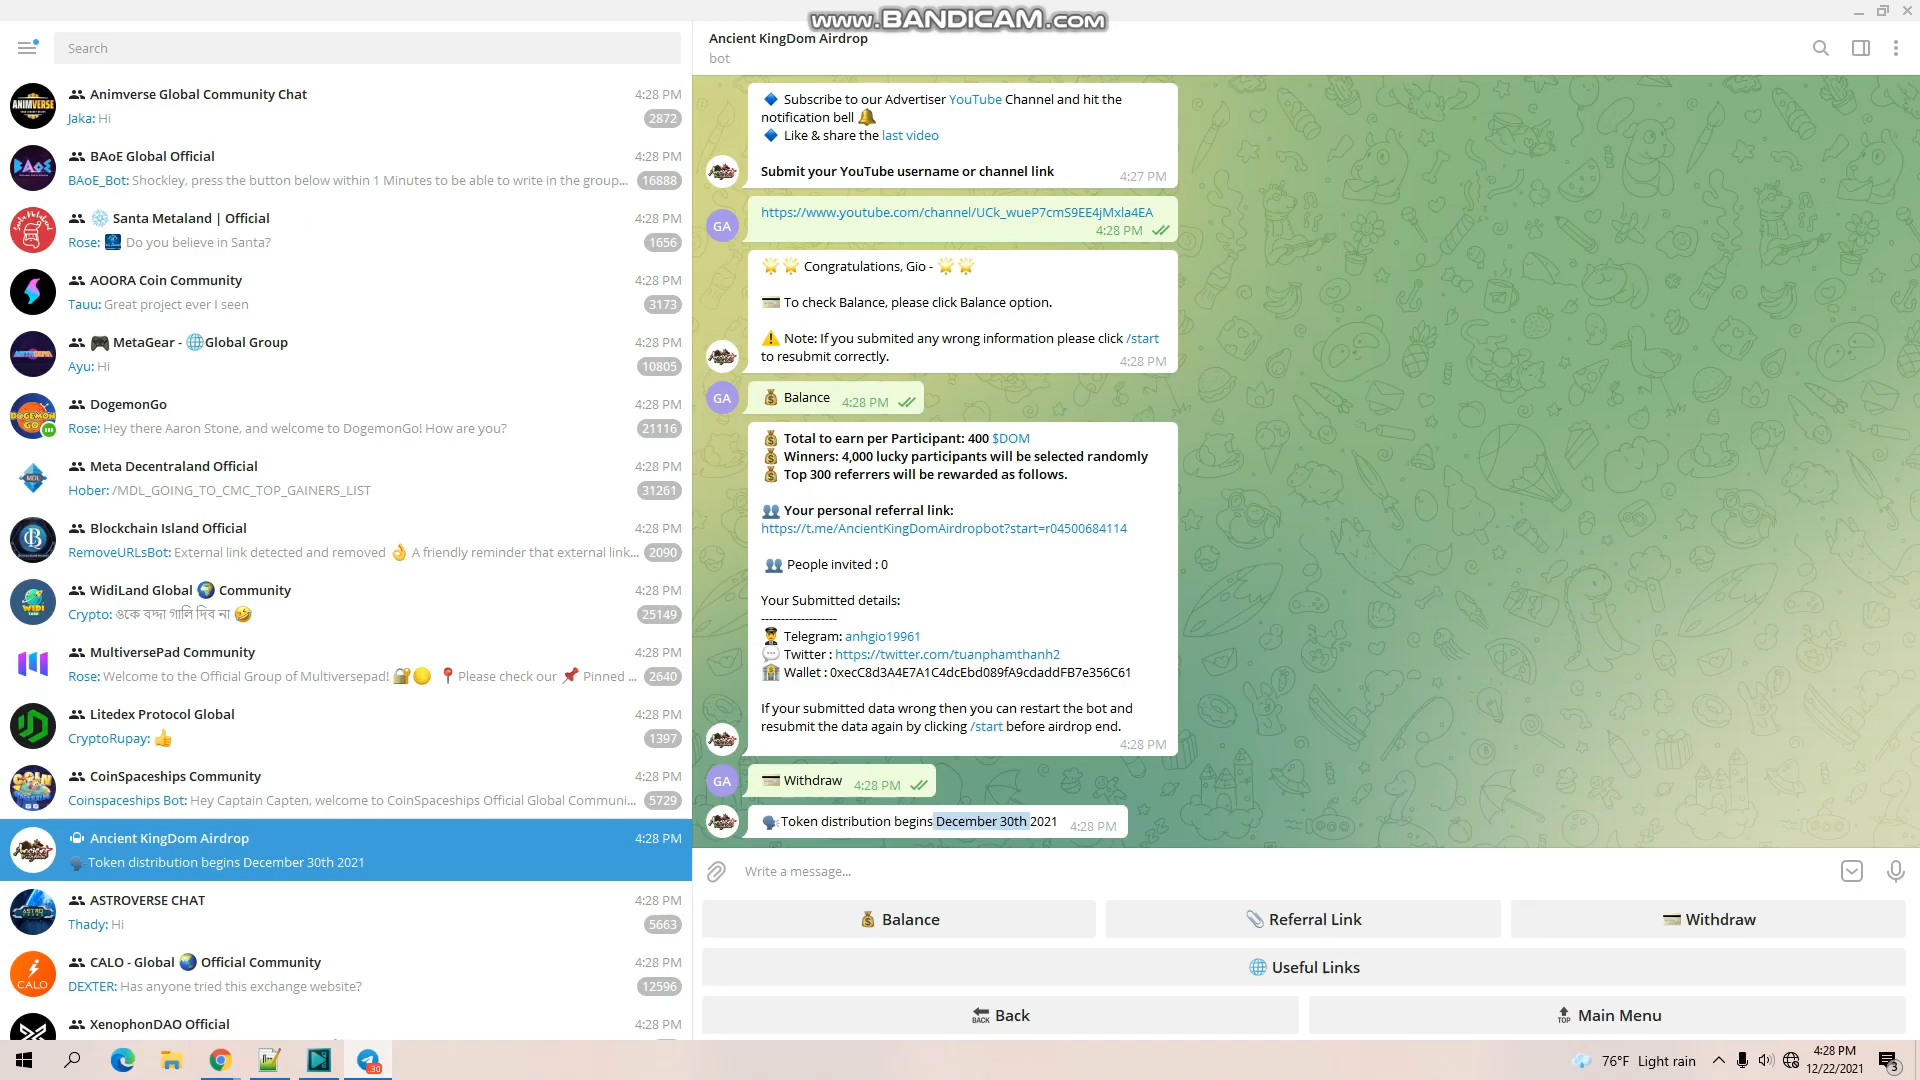 www.BANDICAM.com
Search
Animverse Global Community Chat 4:28 PM
Jaka: Hi 2872
BAoE Global Official 4:28 PM
BAoE_Bot: Shockley, press the button below within 1 Minutes to be able to write in the group... 16888
Santa Metaland | Official 4:28 PM
Rose: Do you believe in Santa? 1656
AOORA Coin Community 4:28 PM
Tauu: Great project ever I seen 3173
MetaGear - 🌐Global Group 4:28 PM
Ayu: Hi 10805
DogemonGo 4:28 PM
Rose: Hey there Aaron Stone, and welcome to DogemonGo! How are you? 21116
Meta Decentraland Official 4:28 PM
Hober: /MDL_GOING_TO_CMC_TOP_GAINERS_LIST 31261
Blockchain Island Official 4:28 PM
RemoveURLsBot: External link detected and removed 👌 A friendly reminder that external link... 2090
WidiLand Global 🌍 Community 4:28 PM
Crypto: ওকে বদ্দা গালি দিব না 🤣 25149
MultiversePad Community 4:28 PM
Rose: Welcome to the Official Group of Multiversepad! 🔐🟡 📍Please check our 📌 Pinned ... 2640
Litedex Protocol Global 4:28 PM
CryptoRupay: 👍 1397
CoinSpaceships Community 4:28 PM
Coinspaceships Bot: Hey Captain Capten, welcome to CoinSpaceships Official Global Communi... 5729
Ancient KingDom Airdrop 4:28 PM
Token distribution begins December 30th 2021
ASTROVERSE CHAT 4:28 PM
Thady: Hi 5663
CALO - Global 🌏 Official Community 4:28 PM
DEXTER: Has anyone tried this exchange website? 12596
XenophonDAO Official 4:28 PM
Ancient KingDom Airdrop
bot
🔷 Subscribe to our Advertiser YouTube Channel and hit the
notification bell 🔔
🔷 Like & share the last video
Submit your YouTube username or channel link
4:27 PM
GA
https://www.youtube.com/channel/UCk_wueP7cmS9EE4jMxla4EA
4:28 PM
🌟🌟 Congratulations, Gio - 🌟🌟
💳 To check Balance, please click Balance option.
⚠️ Note: If you submited any wrong information please click /start
to resubmit correctly.
4:28 PM
GA
💰 Balance 4:28 PM
💰 Total to earn per Participant: 400 $DOM
💰 Winners: 4,000 lucky participants will be selected randomly
💰 Top 300 referrers will be rewarded as follows.
👥 Your personal referral link:
https://t.me/AncientKingDomAirdropbot?start=r04500684114
👥 People invited : 0
Your Submitted details:
-------------------
Telegram: anhgio19961
Twitter : https://twitter.com/tuanphamthanh2
Wallet : 0xecC8d3A4E7A1C4dcEbd089fA9cdaddFB7e356C61
If your submitted data wrong then you can restart the bot and
resubmit the data again by clicking /start before airdrop end.
4:28 PM
GA
💳 Withdraw 4:28 PM
🗣Token distribution begins December 30th 2021 4:28 PM
Write a message...
💰 Balance
📎 Referral Link
💳 Withdraw
🌐 Useful Links
🔙 Back
🔝 Main Menu
76°F Light rain
4:28 PM
12/22/2021
3